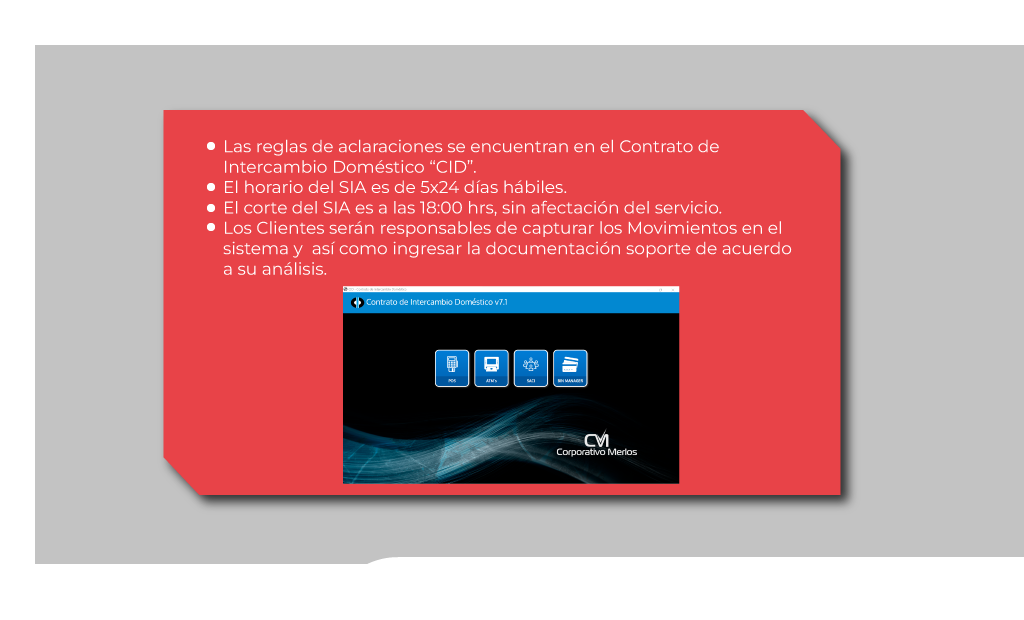 Las reglas de aclaraciones se encuentran en el Contrato de
Intercambio Doméstico “CID”.
El horario del SIA es de 5x24 días hábiles.
El corte del SIA es a las 18:00 hrs, sin afectación del servicio.
Los Clientes serán responsables de capturar los Movimientos en el
sistema y  así como ingresar la documentación soporte de acuerdo
a su análisis.
Contrato de Intercambio Doméstico v7.1
POS ATM's SACI BIN MANAGER
CM
Corporativo Merlos